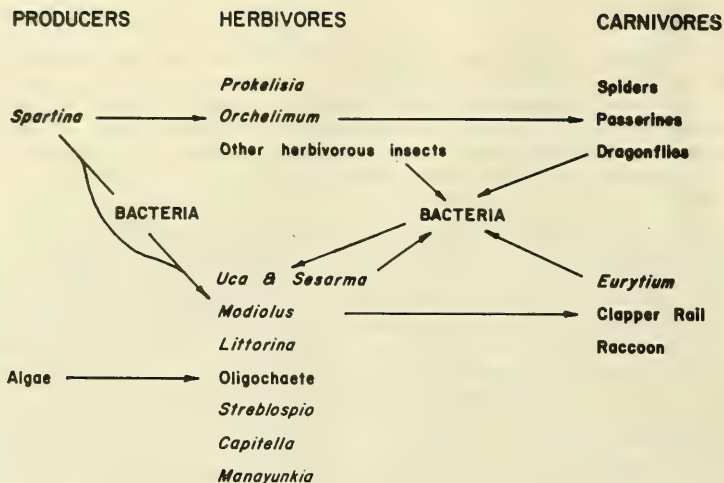 PRODUCERS HERBIVORES CARNIVORES
Prokelisia Spiders
Spartina Orchelimum Passerines
Other herbivorous insects Dragonflies
BACTERIA BACTERIA
Uca & Sesarma Eurytium
Modiolus Clapper Rail
Littorina Raccoon
Algae Oligochaete
Streblospio
Capitella
Manayunkia